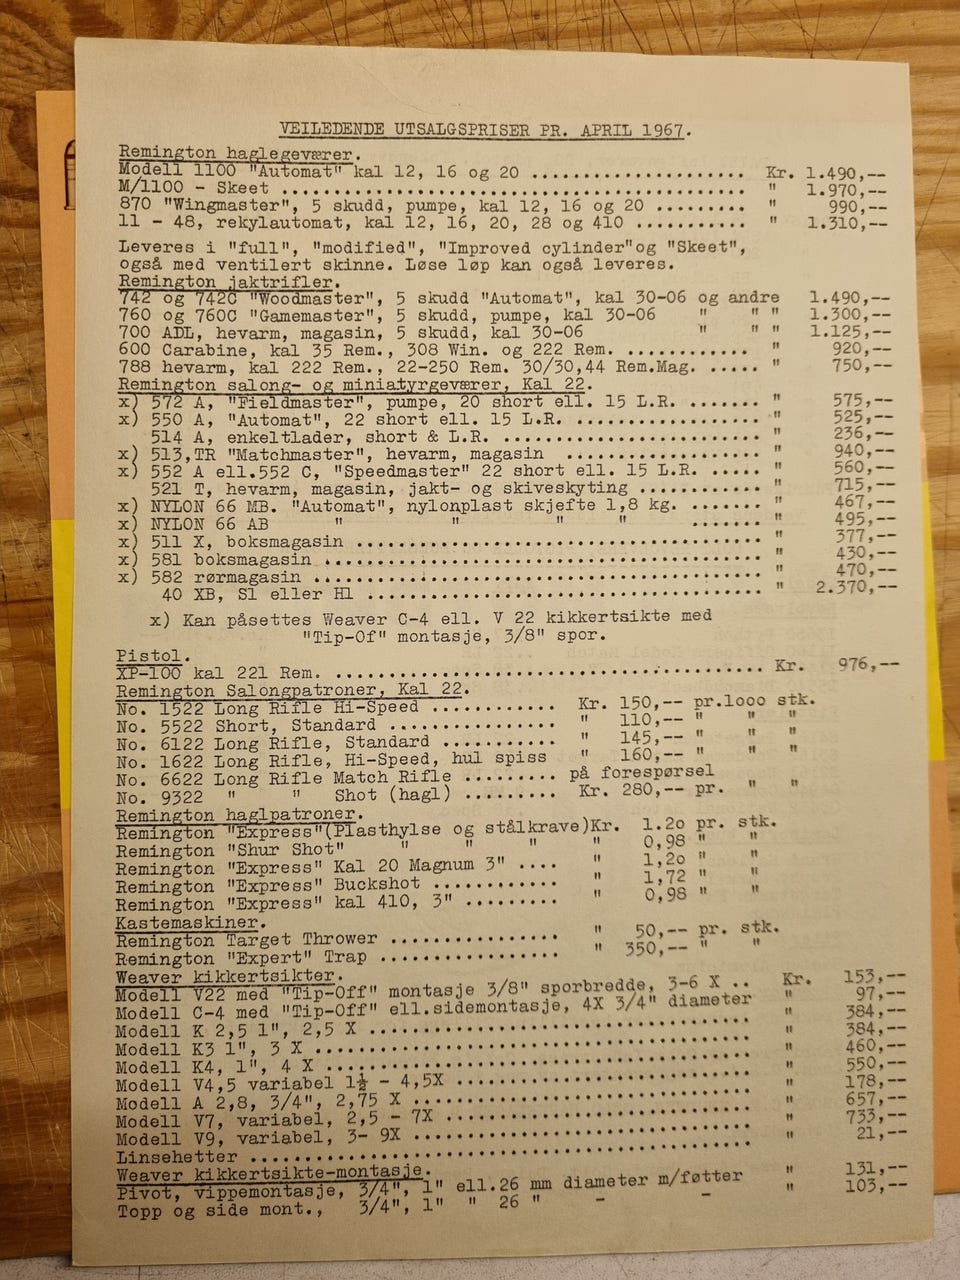 VEILEDENDE UTSALGSPRISER PR. APRIL 1967.
Remington haglegeværer.
Modell 1100 "Automat" kal 12, 16 og 20 ..................... Kr. 1.490,--
M/1100 - Skeet ............................................. " 1.970,--
870 "Wingmaster", 5 skudd, pumpe, kal 12, 16 og 20 ......... " 990,--
11 - 48, rekylautomat, kal 12, 16, 20, 28 og 410 ........... " 1.310,--
Leveres i "full", "modified", "Improved cylinder"og "Skeet",
også med ventilert skinne. Løse løp kan også leveres.
Remington jaktrifler.
742 og 742C "Woodmaster", 5 skudd "Automat", kal 30-06 og andre 1.490,--
760 og 760C "Gamemaster", 5 skudd, pumpe, kal 30-06 " " " 1.300,--
700 ADL, hevarm, magasin, 5 skudd, kal 30-06 " " " 1.125,--
600 Carabine, kal 35 Rem., 308 Win. og 222 Rem. ............ " 920,--
788 hevarm, kal 222 Rem., 22-250 Rem. 30/30,44 Rem.Mag. ..... " 750,--
Remington salong- og miniatyrgeværer, Kal 22.
x) 572 A, "Fieldmaster", pumpe, 20 short ell. 15 L.R. ....... " 575,--
x) 550 A, "Automat", 22 short ell. 15 L.R. .................. " 525,--
514 A, enkeltlader, short & L.R. .......................... " 236,--
x) 513,TR "Matchmaster", hevarm, magasin ................... " 940,--
x) 552 A ell.552 C, "Speedmaster" 22 short ell. 15 L.R. ..... " 560,--
521 T, hevarm, magasin, jakt- og skiveskyting ............ " 715,--
x) NYLON 66 MB. "Automat", nylonplast skjefte 1,8 kg. ....... " 467,--
x) NYLON 66 AB " " " " ....... " 495,--
x) 511 X, boksmagasin ....................................... " 377,--
x) 581 boksmagasin .......................................... " 430,--
x) 582 rørmagasin ........................................... " 470,--
40 XB, S1 eller H1 ....................................... " 2.370,--
x) Kan påsettes Weaver C-4 ell. V 22 kikkertsikte med
"Tip-Of" montasje, 3/8" spor.
Pistol.
XP-100 kal 221 Rem. ........................................... Kr. 976,--
Remington Salongpatroner, Kal 22.
No. 1522 Long Rifle Hi-Speed ........... Kr. 150,-- pr.1ooo stk.
No. 5522 Short, Standard ............... " 110,-- " " "
No. 6122 Long Rifle, Standard .......... " 145,-- " " "
No. 1622 Long Rifle, Hi-Speed, hul spiss " 160,-- " " "
No. 6622 Long Rifle Match Rifle ......... på forespørsel
No. 9322 " " Shot (hagl) ......... Kr. 280,-- pr. " "
Remington haglpatroner.
Remington "Express"(Plasthylse og stålkrave)Kr. 1.2o pr. stk.
Remington "Shur Shot" " " " " " 0,98 " "
Remington "Express" Kal 20 Magnum 3" .... " 1,2o " "
Remington "Express" Buckshot ........... " 1,72 " "
Remington "Express" kal 410, 3" ......... " 0,98 " "
Kastemaskiner.
Remington Target Thrower ................ " 50,-- pr. stk.
Remington "Expert" Trap ................. " 350,-- " "
Weaver kikkertsikter.
Modell V22 med "Tip-Off" montasje 3/8" sporbredde, 3-6 X .. Kr. 153,--
Modell C-4 med "Tip-Off" ell.sidemontasje, 4X 3/4" diameter " 97,--
Modell K 2,5 1", 2,5 X ..................................... " 384,--
Modell K3 1", 3 X .......................................... " 384,--
Modell K4, 1", 4 X ......................................... " 460,--
Modell V4,5 variabel 1½ - 4,5X ............................. " 550,--
Modell A 2,8, 3/4", 2,75 X ................................. " 178,--
Modell V7, variabel, 2,5 - 7X .............................. " 657,--
Modell V9, variabel, 3- 9X ................................. " 733,--
Linsehetter ................................................ " 21,--
Weaver kikkertsikte-montasje.
Pivot, vippemontasje, 3/4", 1" ell.26 mm diameter m/føtter " 131,--
Topp og side mont., 3/4", 1" " 26 " - - " 103,--